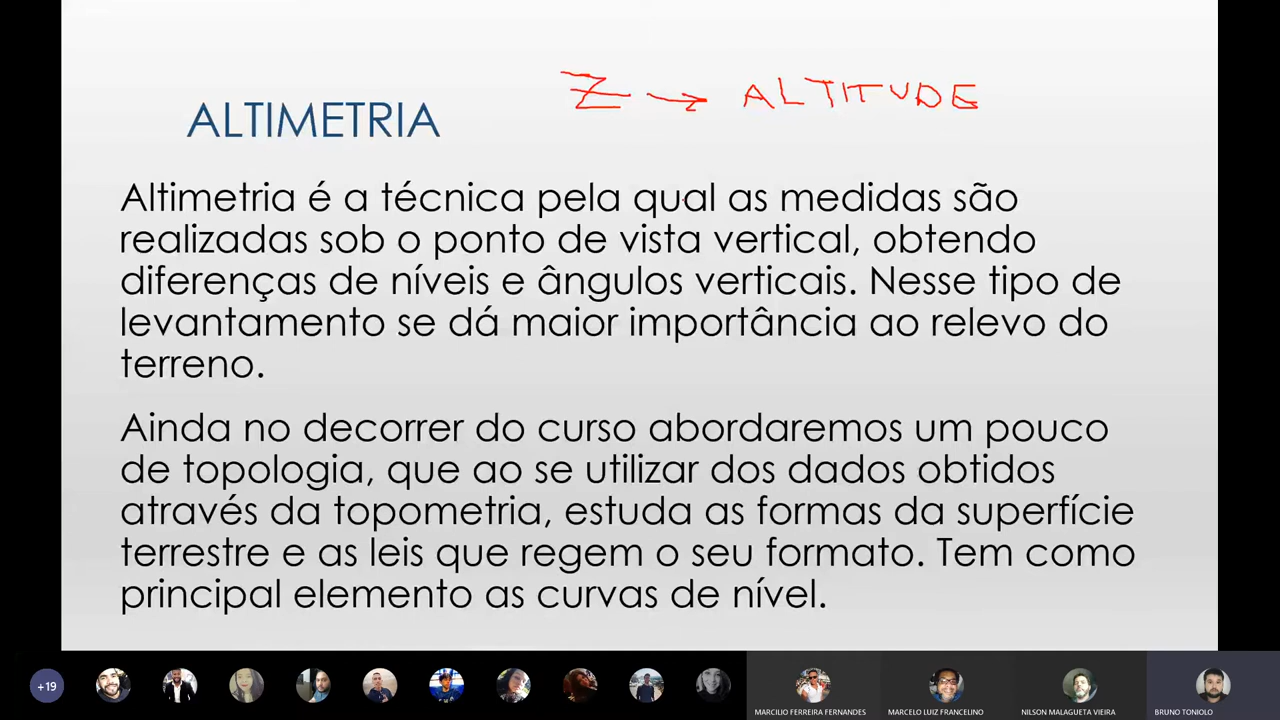 Z → ALTITUDE
ALTIMETRIA
Altimetria é a técnica pela qual as medidas são
realizadas sob o ponto de vista vertical, obtendo
diferenças de níveis e ângulos verticais. Nesse tipo de
levantamento se dá maior importância ao relevo do
terreno.
Ainda no decorrer do curso abordaremos um pouco
de topologia, que ao se utilizar dos dados obtidos
através da topometria, estuda as formas da superfície
terrestre e as leis que regem o seu formato. Tem como
principal elemento as curvas de nível.
+19
MARCILIO FERREIRA FERNANDES
MARCELO LUIZ FRANCELINO
NILSON MALAGUETA VIEIRA
BRUNO TONIOLO